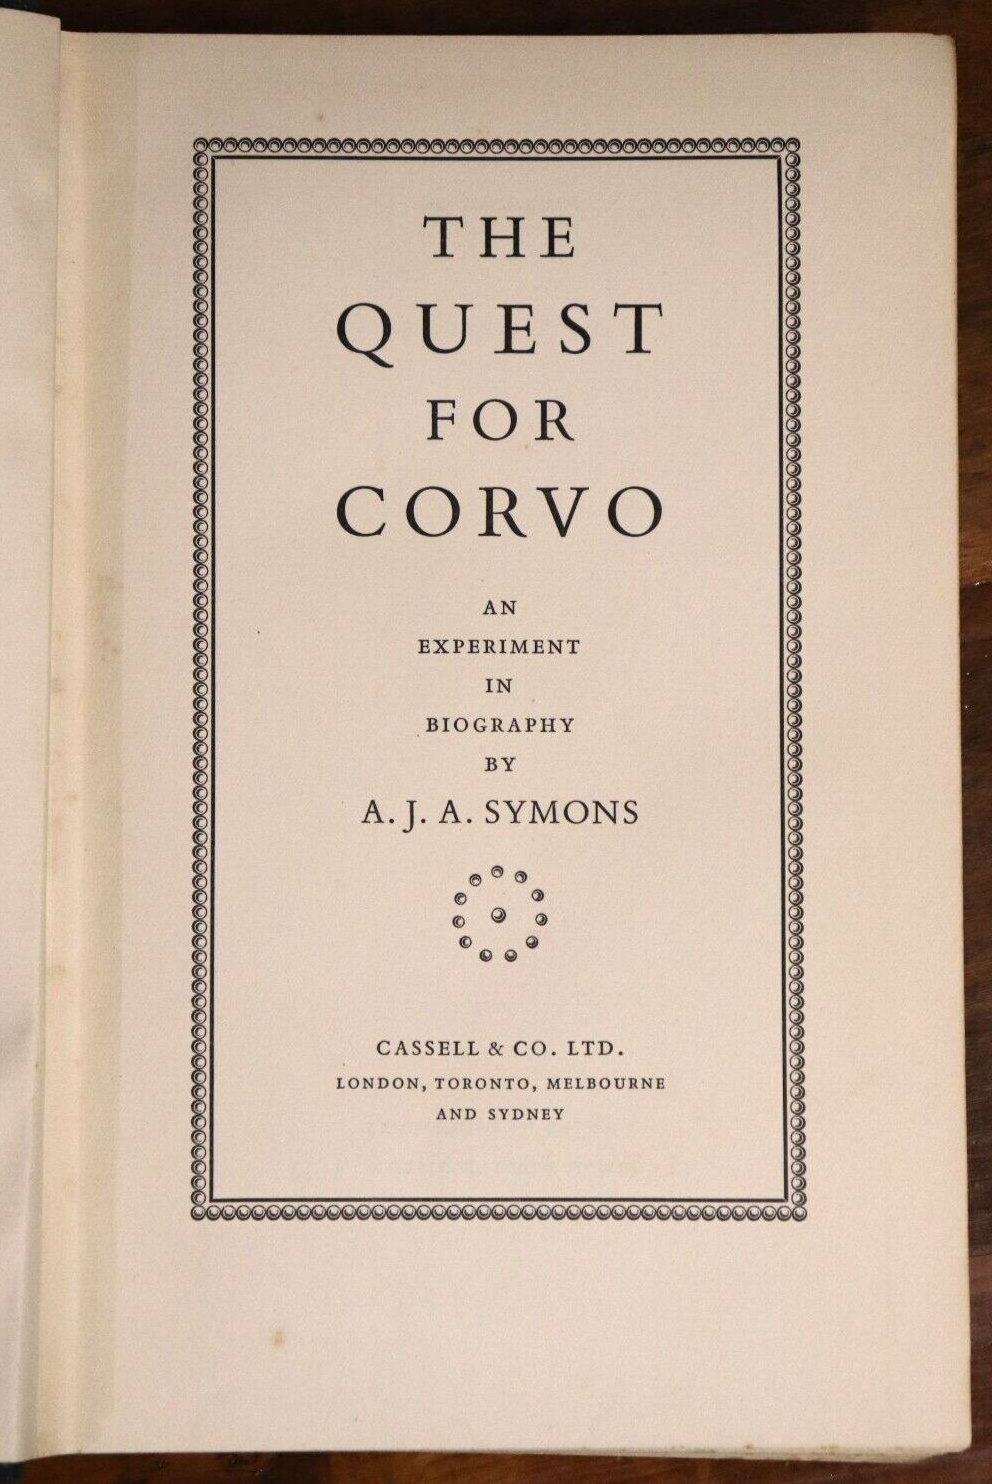 THE
QUEST
FOR
CORVO
AN
EXPERIMENT
IN
BIOGRAPHY
BY
A. J. A. SYMONS
CASSELL & CO. LTD.
LONDON, TORONTO, MELBOURNE
AND SYDNEY